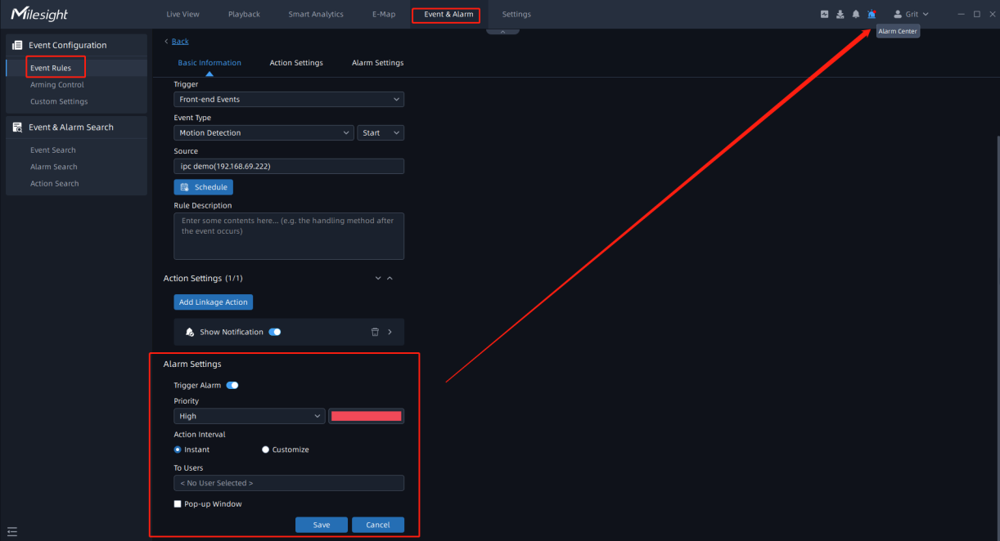 Milesight
Live View
Playback
Smart Analytics
E-Map
Event & Alarm
Settings
Grit
Alarm Center
Event Configuration
Event Rules
Arming Control
Custom Settings
Event & Alarm Search
Event Search
Alarm Search
Action Search
Back
Basic Information
Action Settings
Alarm Settings
Trigger
Front-end Events
Event Type
Motion Detection
Start
Source
ipc demo(192.168.69.222)
Schedule
Rule Description
Enter some contents here... (e.g. the handling method after
the event occurs)
Action Settings (1/1)
Add Linkage Action
Show Notification
Alarm Settings
Trigger Alarm
Priority
High
Action Interval
Instant
Customize
To Users
< No User Selected >
Pop-up Window
Save
Cancel